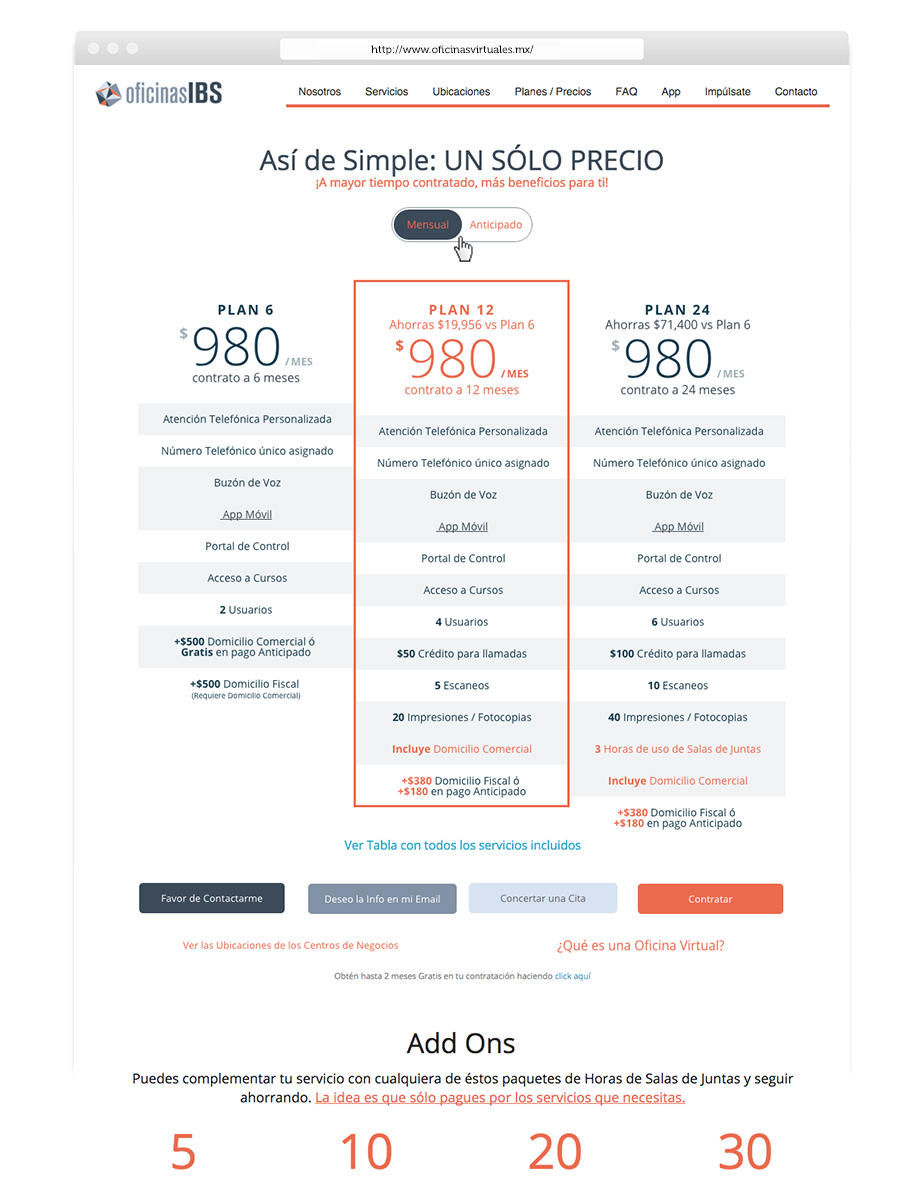 http://www.oficinasvirtuales.mx/
oficinasIBS
Nosotros Servicios Ubicaciones Planes / Precios FAQ App Impúlsate Contacto
Así de Simple: UN SÓLO PRECIO
¡A mayor tiempo contratado, más beneficios para ti!
Mensual Anticipado
PLAN 6
$980 /MES
contrato a 6 meses
Atención Telefónica Personalizada
Número Telefónico único asignado
Buzón de Voz
App Móvil
Portal de Control
Acceso a Cursos
2 Usuarios
+$500 Domicilio Comercial ó
Gratis en pago Anticipado
+$500 Domicilio Fiscal
(Requiere Domicilio Comercial)
PLAN 12
Ahorras $19,956 vs Plan 6
$980 /MES
contrato a 12 meses
Atención Telefónica Personalizada
Número Telefónico único asignado
Buzón de Voz
App Móvil
Portal de Control
Acceso a Cursos
4 Usuarios
$50 Crédito para llamadas
5 Escaneos
20 Impresiones / Fotocopias
Incluye Domicilio Comercial
+$380 Domicilio Fiscal ó
+$180 en pago Anticipado
PLAN 24
Ahorras $71,400 vs Plan 6
$980 /MES
contrato a 24 meses
Atención Telefónica Personalizada
Número Telefónico único asignado
Buzón de Voz
App Móvil
Portal de Control
Acceso a Cursos
6 Usuarios
$100 Crédito para llamadas
10 Escaneos
40 Impresiones / Fotocopias
3 Horas de uso de Salas de Juntas
Incluye Domicilio Comercial
+$380 Domicilio Fiscal ó
+$180 en pago Anticipado
Ver Tabla con todos los servicios incluidos
Favor de Contactarme Deseo la Info en mi Email Concertar una Cita Contratar
Ver las Ubicaciones de los Centros de Negocios ¿Qué es una Oficina Virtual?
Obtén hasta 2 meses Gratis en tu contratación haciendo click aquí
Add Ons
Puedes complementar tu servicio con cualquiera de éstos paquetes de Horas de Salas de Juntas y seguir
ahorrando. La idea es que sólo pagues por los servicios que necesitas.
5 10 20 30